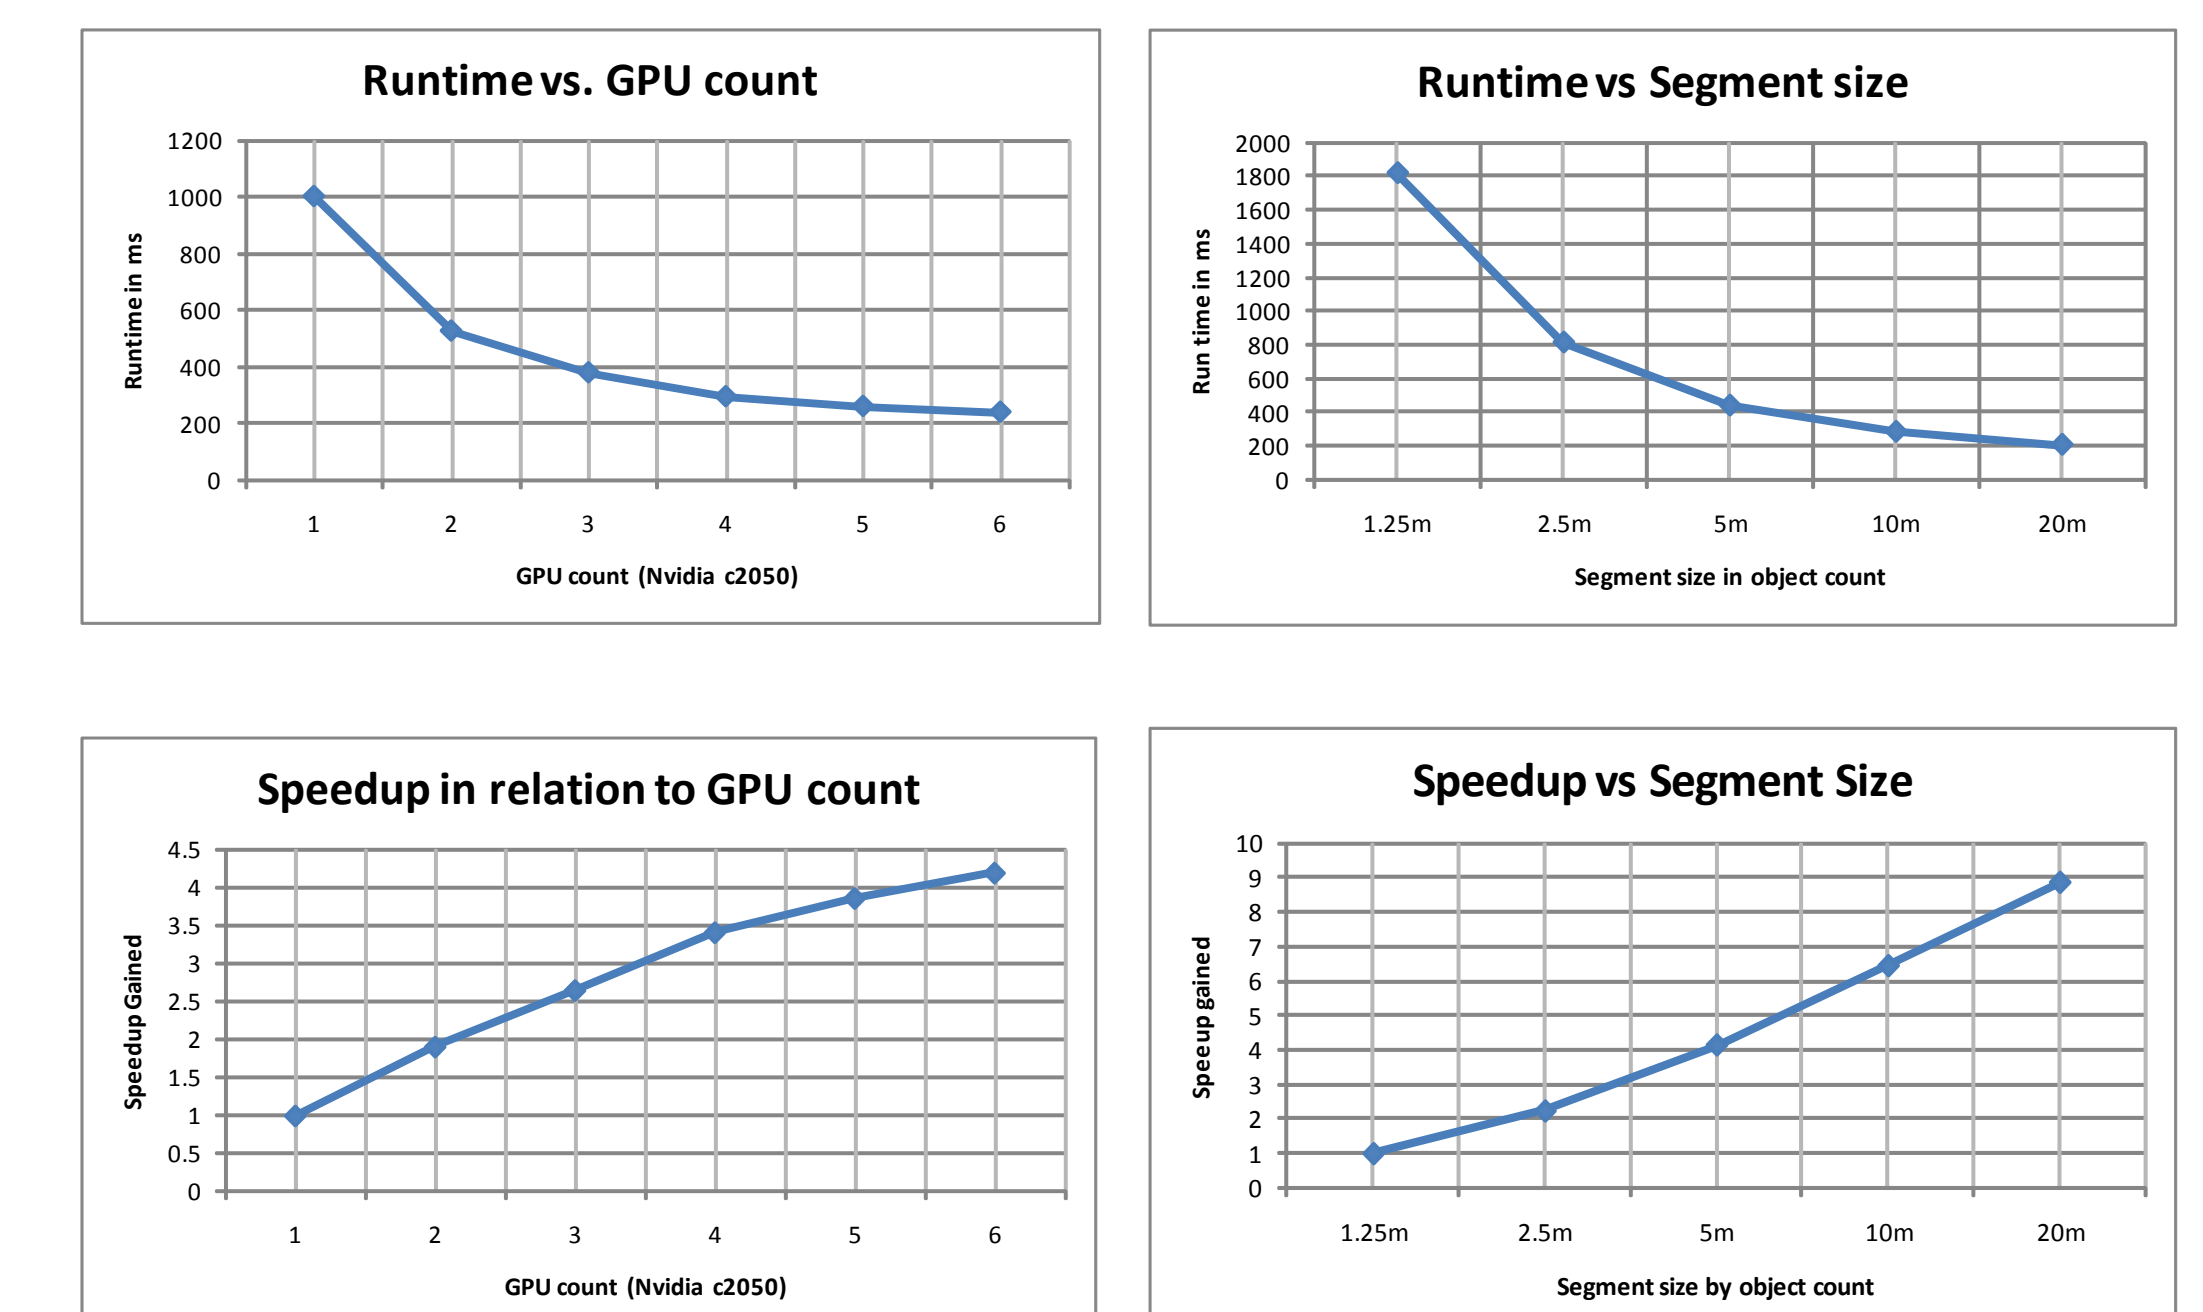 Runtime vs. GPU count
1200
1000
800
600
400
200
0
Runtime in ms
1 2 3 4 5 6
GPU count (Nvidia c2050)
Runtime vs Segment size
2000
1800
1600
1400
1200
1000
800
600
400
200
0
Run time in ms
1.25m 2.5m 5m 10m 20m
Segment size in object count
Speedup in relation to GPU count
4.5
4
3.5
3
2.5
2
1.5
1
0.5
0
Speedup Gained
1 2 3 4 5 6
GPU count (Nvidia c2050)
Speedup vs Segment Size
10
9
8
7
6
5
4
3
2
1
0
Speeup gained
1.25m 2.5m 5m 10m 20m
Segment size by object count